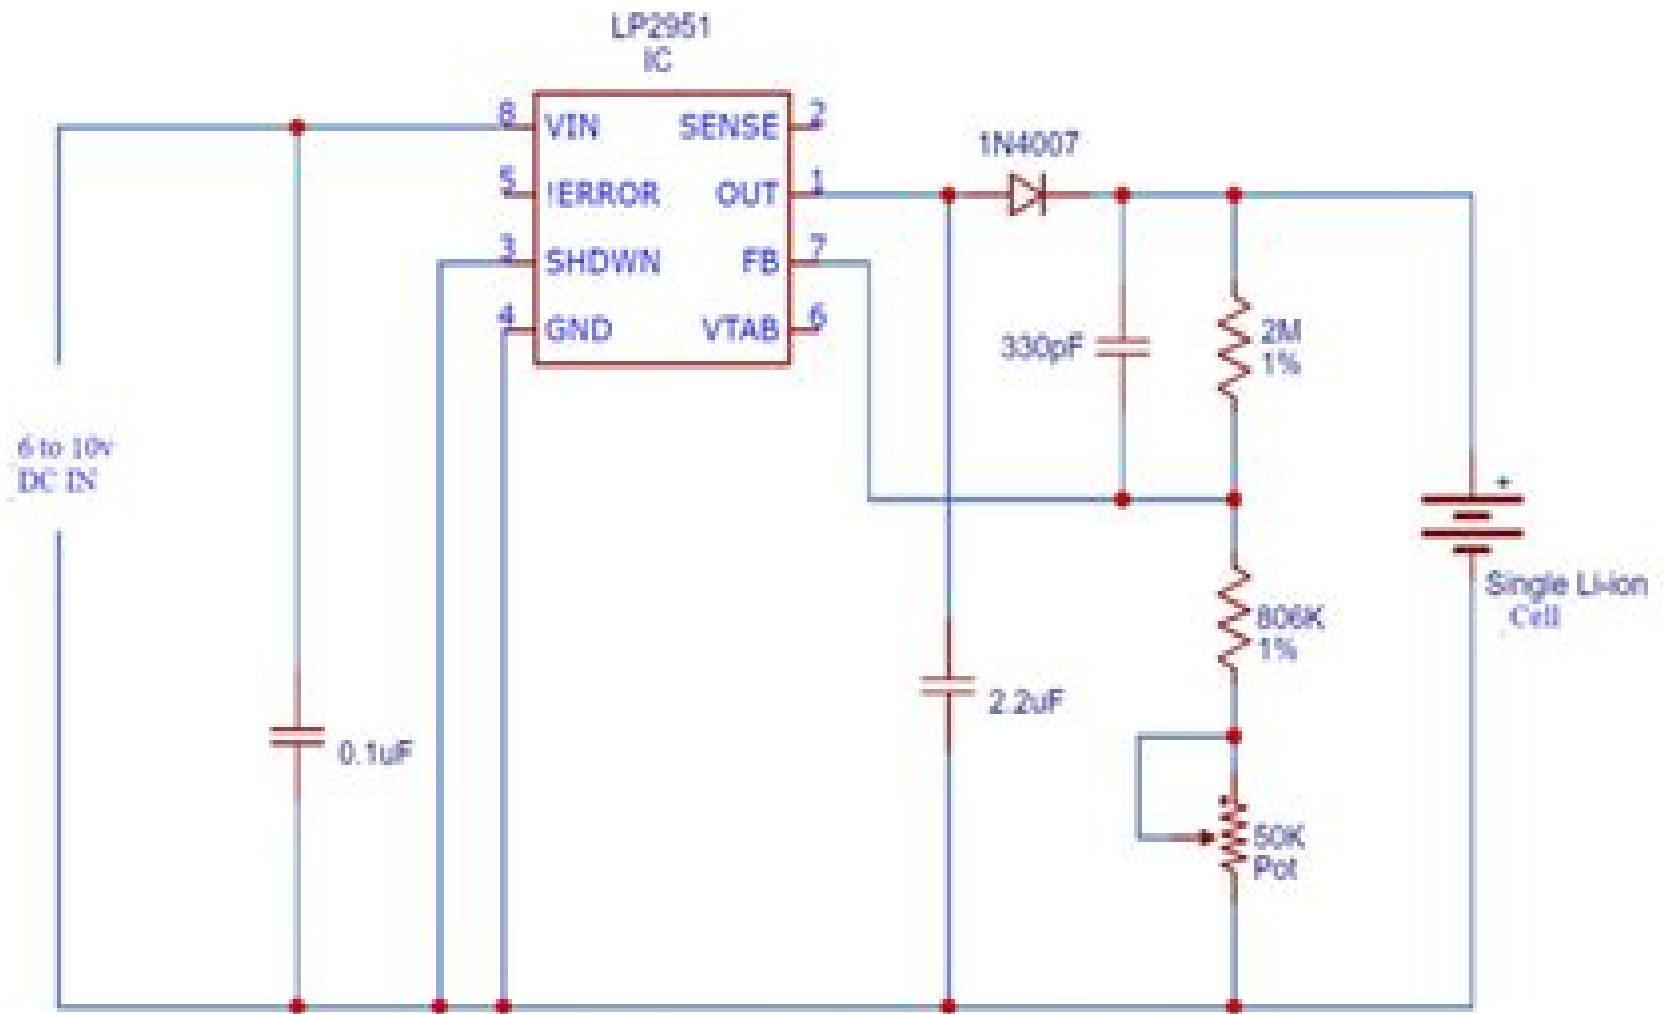 LP2951
IC
8 VIN SENSE 2
5 !ERROR OUT 1
3 SHDWN FB 7
4 GND VTAB 6
1N4007
330pF
2M
1%
6 to 10v
DC IN
+
Single Li-ion
Cell
806K
1%
2.2uF
0.1uF
50K
Pot